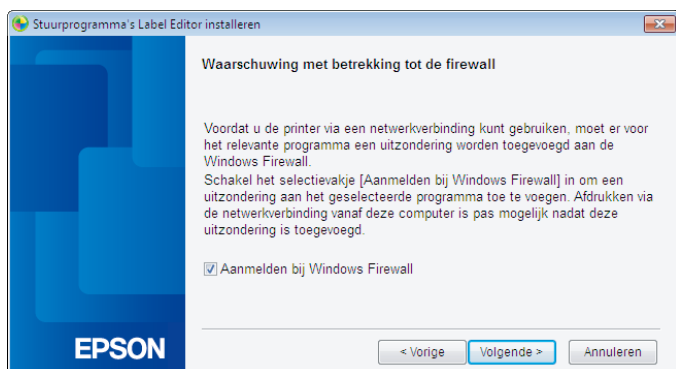 Stuurprogramma's Label Editor installeren
Waarschuwing met betrekking tot de firewall
Voordat u de printer via een netwerkverbinding kunt gebruiken, moet er voor
het relevante programma een uitzondering worden toegevoegd aan de
Windows Firewall.
Schakel het selectievakje [Aanmelden bij Windows Firewall] in om een
uitzondering aan het geselecteerde programma toe te voegen. Afdrukken via
de netwerkverbinding vanaf deze computer is pas mogelijk nadat deze
uitzondering is toegevoegd.
Aanmelden bij Windows Firewall
EPSON
< Vorige Volgende > Annuleren